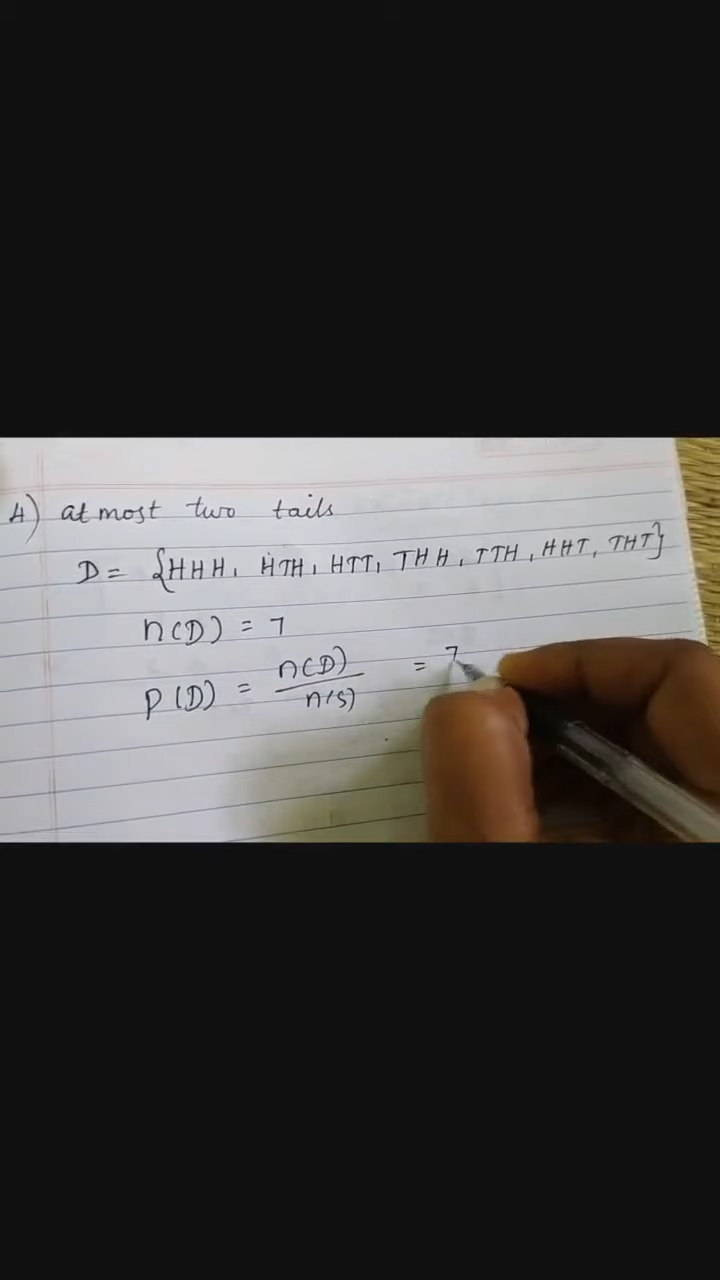 4) at most two tails
D = {HHH, HTH, HTT, THH, TTH, HHT, THT}
n(D) = 7
P(D) = n(D)/n(S) = 7